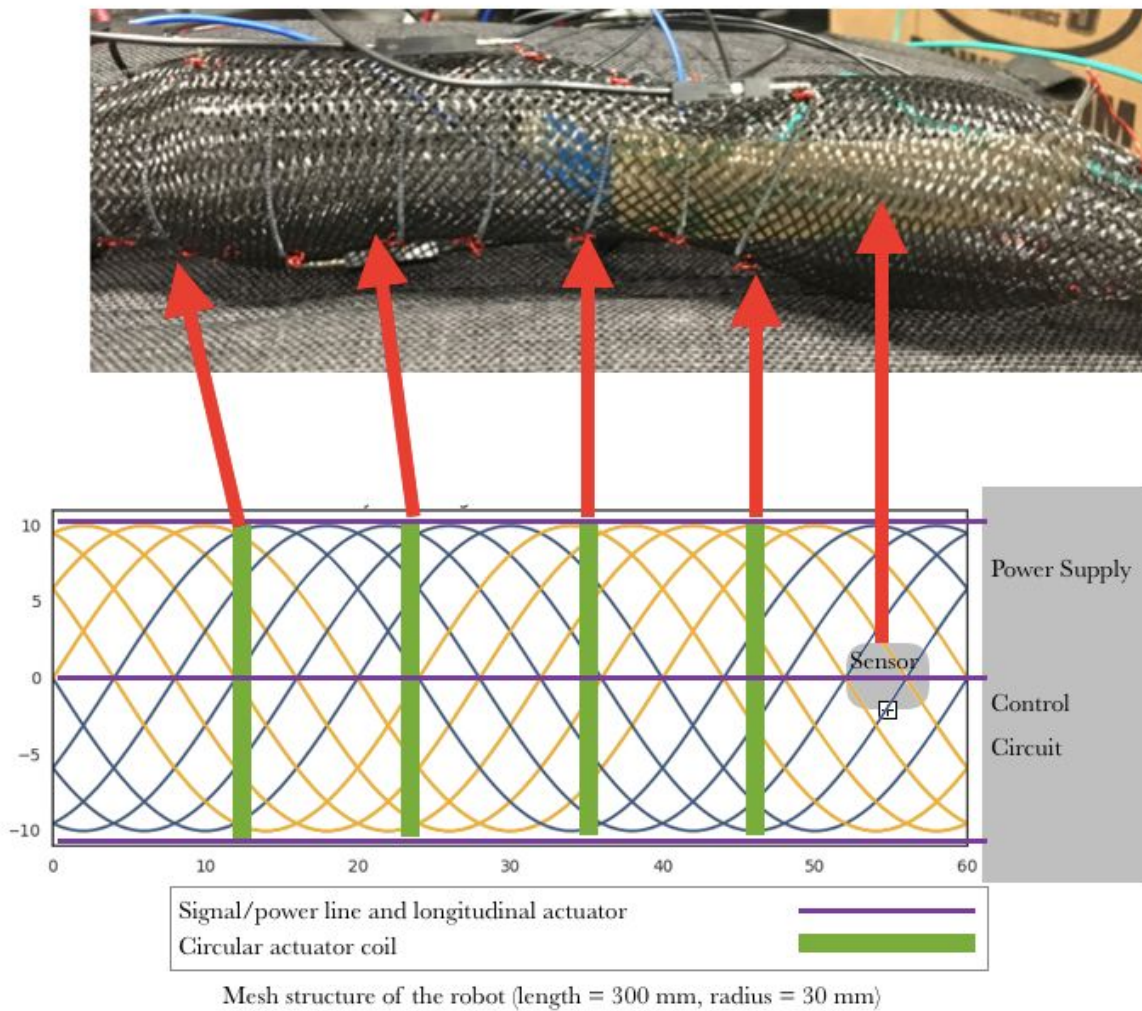 10
Power Supply
5
Sensor
0
Control
-5
Circuit
-10
0 10 20 30 40 50 60
Signal/power line and longitudinal actuator
Circular actuator coil
Mesh structure of the robot (length = 300 mm, radius = 30 mm)